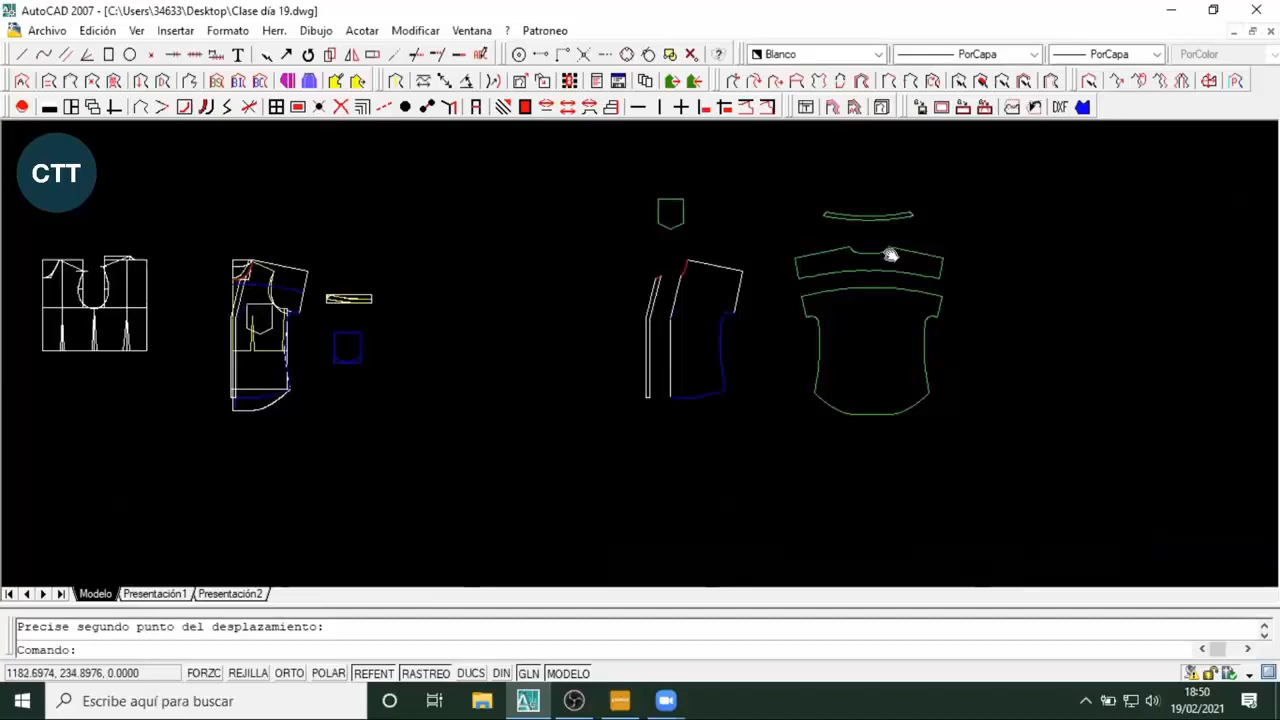 AutoCAD 2007 - [C:\Users\34633\Desktop\Clase día 19.dwg]
Archivo Edición Ver Insertar Formato Herr. Dibujo Acotar Modificar Ventana ? Patroneo
Blanco PorCapa PorCapa PorColor
DXF
CTT
Modelo Presentación1 Presentación2
Precise segundo punto del desplazamiento:
Comando:
1182.6974, 234.8976, 0.0000 FORZC REJILLA ORTO POLAR REFENT RASTREO DUCS DIN GLN MODELO
Escribe aquí para buscar
18:50
19/02/2021